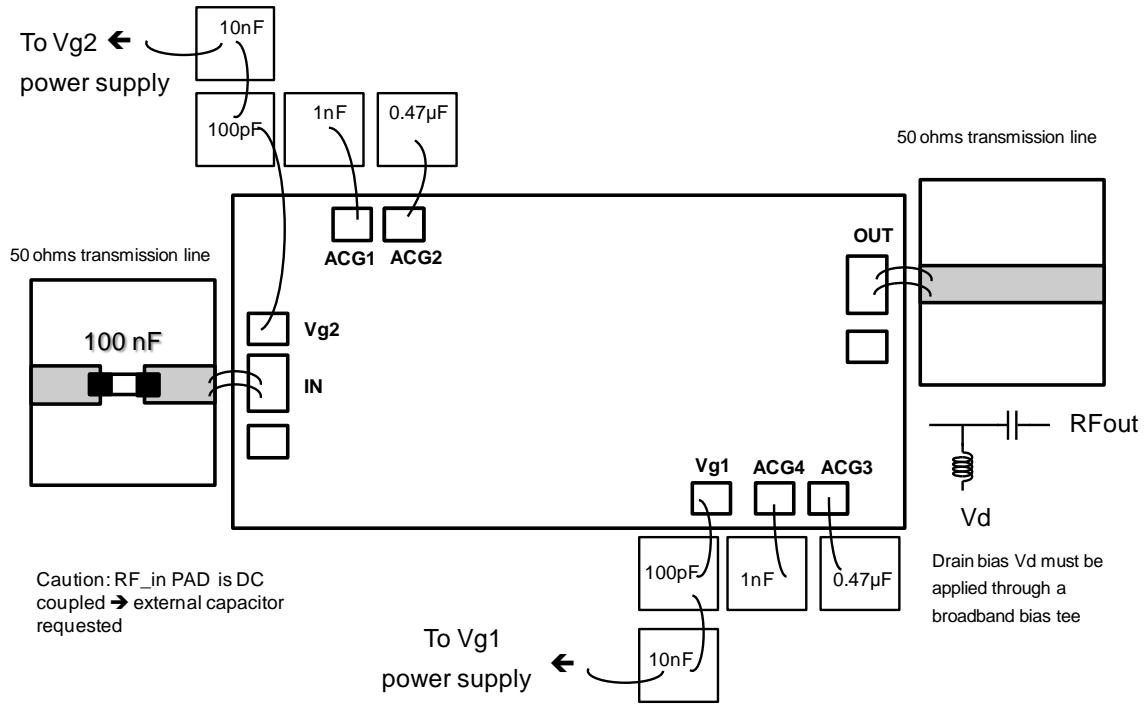 To Vg2 🡸
power supply
10nF
100pF
1nF
0.47µF
50 ohms transmission line
OUT
ACG1
ACG2
50 ohms transmission line
100 nF
Vg2
IN
RFout
Vg1
ACG4
ACG3
Vd
100pF
1nF
0.47µF
Drain bias Vd must be
applied through a
broadband bias tee
Caution: RF_in PAD is DC
coupled ➔ external capacitor
requested
To Vg1 🡸
power supply
10nF